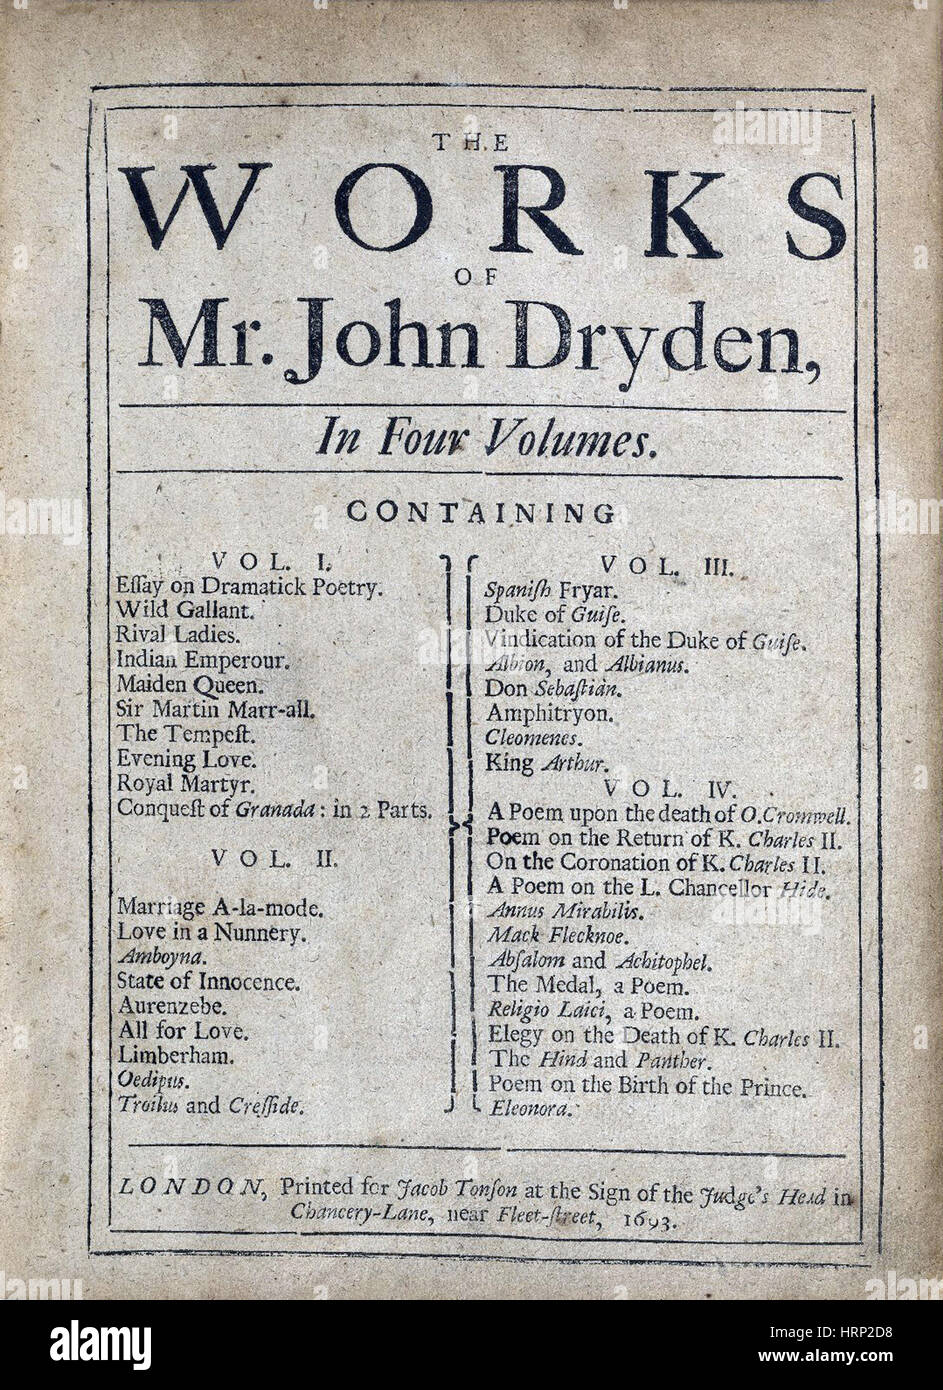 THE
WORKS
OF
Mr. John Dryden,
In Four Volumes.
CONTAINING
VOL. I.
Eſſay on Dramatick Poetry.
Wild Gallant.
Rival Ladies.
Indian Emperour.
Maiden Queen.
Sir Martin Marr-all.
The Tempeſt.
Evening Love.
Royal Martyr.
Conqueſt of Granada: in 2 Parts.
VOL. II.
Marriage A-la-mode.
Love in a Nunnery.
Amboyna.
State of Innocence.
Aurenzebe.
All for Love.
Limberham.
Oedipus.
Troilus and Creſſide.
VOL. III.
Spaniſh Fryar.
Duke of Guiſe.
Vindication of the Duke of Guiſe.
Albion, and Albianus.
Don Sebaſtian.
Amphitryon.
Cleomenes.
King Arthur.
VOL. IV.
A Poem upon the death of O.Cromwell.
Poem on the Return of K. Charles II.
On the Coronation of K. Charles II.
A Poem on the L. Chancellor Hide.
Annus Mirabilis.
Mack Flecknoe.
Abſalom and Achitophel.
The Medal, a Poem.
Religio Laici, a Poem.
Elegy on the Death of K. Charles II.
The Hind and Panther.
Poem on the Birth of the Prince.
Eleonora.
LONDON, Printed for Jacob Tonſon at the Sign of the Judge's Head in
Chancery-Lane, near Fleet-ſtreet, 1693.
alamy
alamy
Image ID: HRP2D8
www.alamy.com